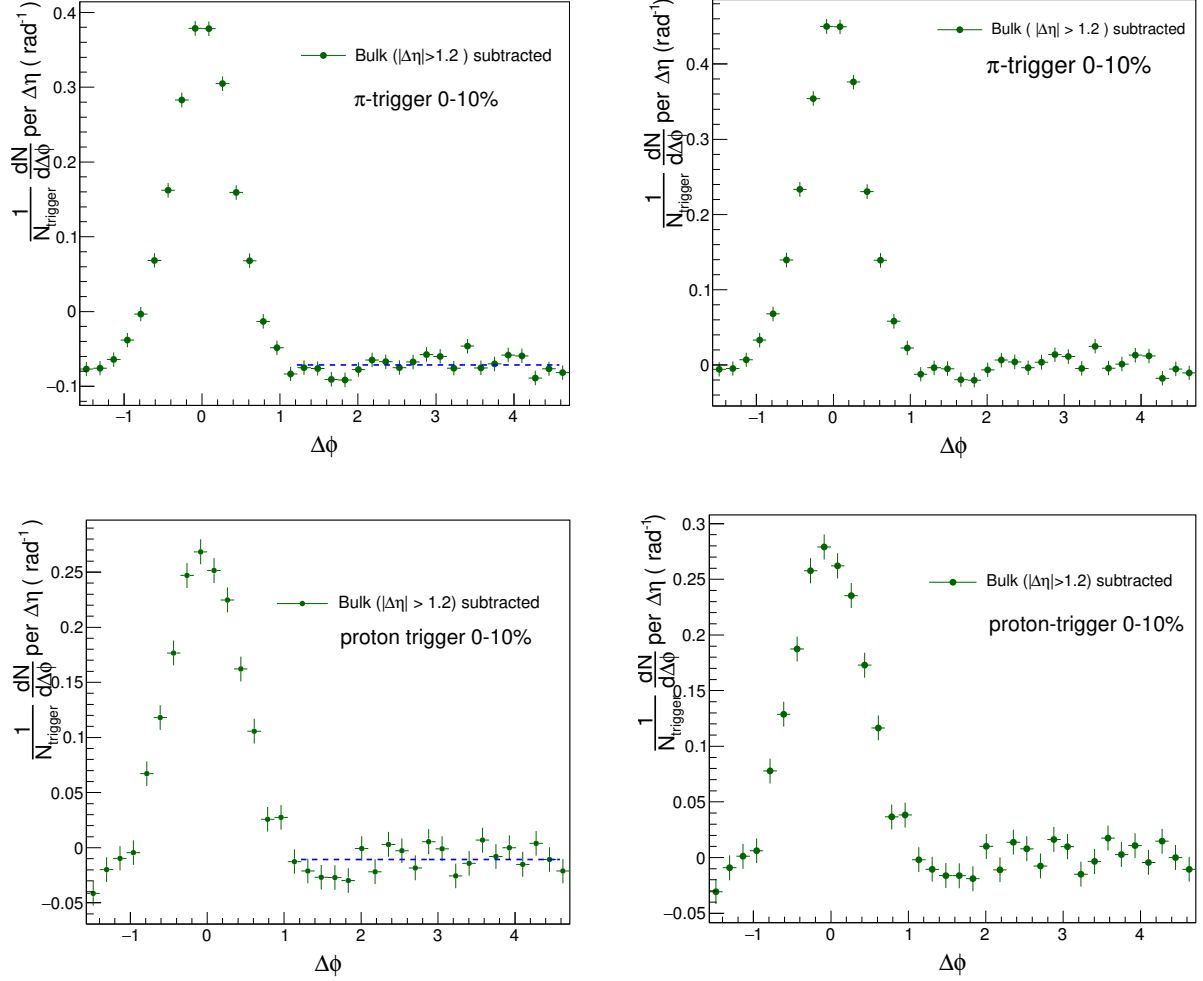 0.4
0.3
0.2
0.1
0
−0.1
1 dN
N_trigger dΔϕ per Δη ( rad⁻¹)
Bulk (|Δη|>1.2 ) subtracted
π-trigger 0-10%
−1 0 1 2 3 4
Δϕ
0.4
0.3
0.2
0.1
0
1 dN
N_trigger dΔϕ per Δη ( rad⁻¹)
Bulk ( |Δη| > 1.2 ) subtracted
π-trigger 0-10%
−1 0 1 2 3 4
Δϕ
0.25
0.2
0.15
0.1
0.05
0
−0.05
1 dN
N_trigger dΔϕ per Δη ( rad⁻¹)
Bulk (|Δη| > 1.2) subtracted
proton trigger 0-10%
−1 0 1 2 3 4
Δϕ
0.3
0.25
0.2
0.15
0.1
0.05
0
−0.05
1 dN
N_trigger dΔϕ per Δη ( rad⁻¹)
Bulk (|Δη|>1.2) subtracted
proton-trigger 0-10%
−1 0 1 2 3 4
Δϕ